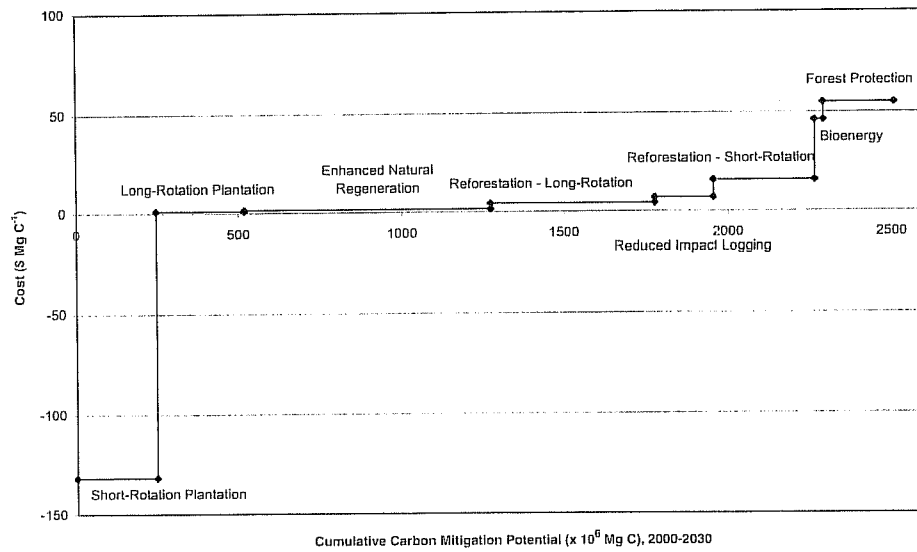 100
Forest Protection
50
Bioenergy
Reforestation - Short-Rotation
Enhanced Natural
Regeneration
Long-Rotation Plantation
Reforestation - Long-Rotation
0
0
500
1000
1500
2000
2500
Reduced Impact Logging
Cost ($ Mg C⁻¹)
-50
-100
Short-Rotation Plantation
-150
Cumulative Carbon Mitigation Potential (x 10⁶ Mg C), 2000-2030